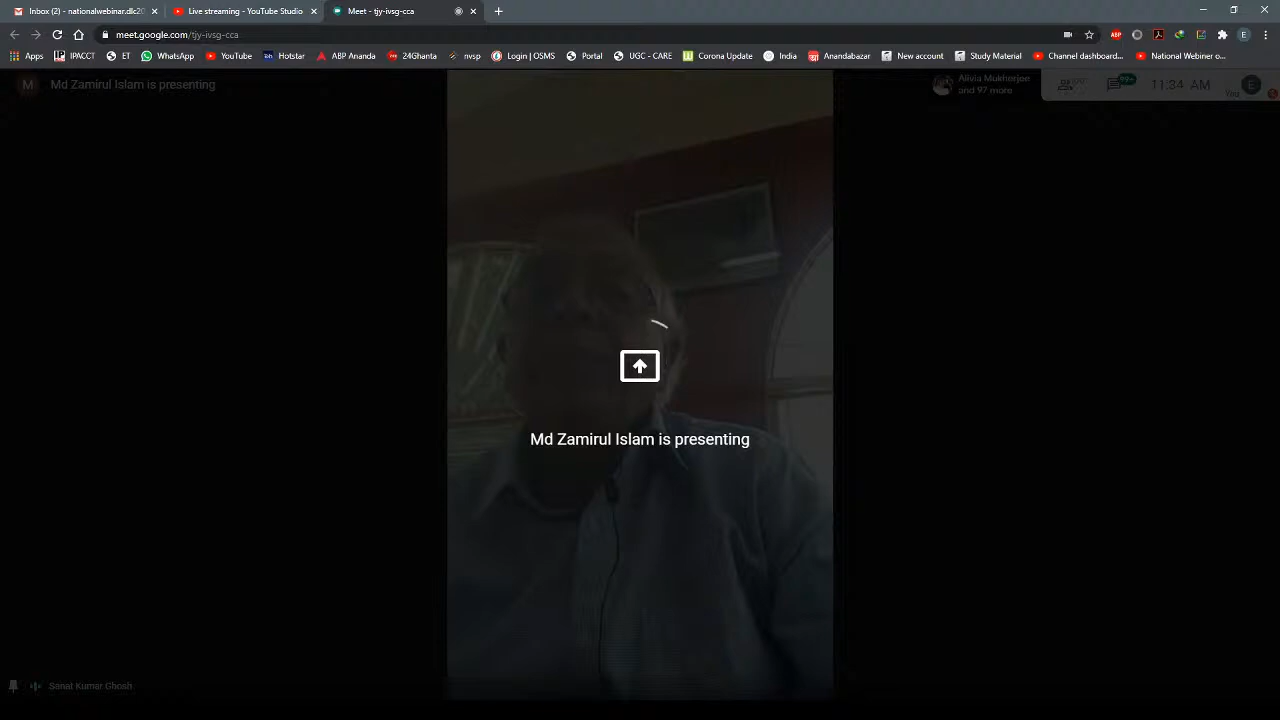 Inbox (2) - nationalwebinar.dlc20
Live streaming - YouTube Studio
Meet - tjy-ivsg-cca
meet.google.com/tjy-ivsg-cca
Apps
IPACCT
ET
WhatsApp
YouTube
Hotstar
ABP Ananda
24Ghanta
nvsp
Login | OSMS
Portal
UGC - CARE
Corona Update
India
Anandabazar
New account
Study Material
Channel dashboard...
National Webiner o...
M
Md Zamirul Islam is presenting
Alivia Mukherjee
and 97 more
99+
11:34 AM
You
E
Md Zamirul Islam is presenting
Sanat Kumar Ghosh